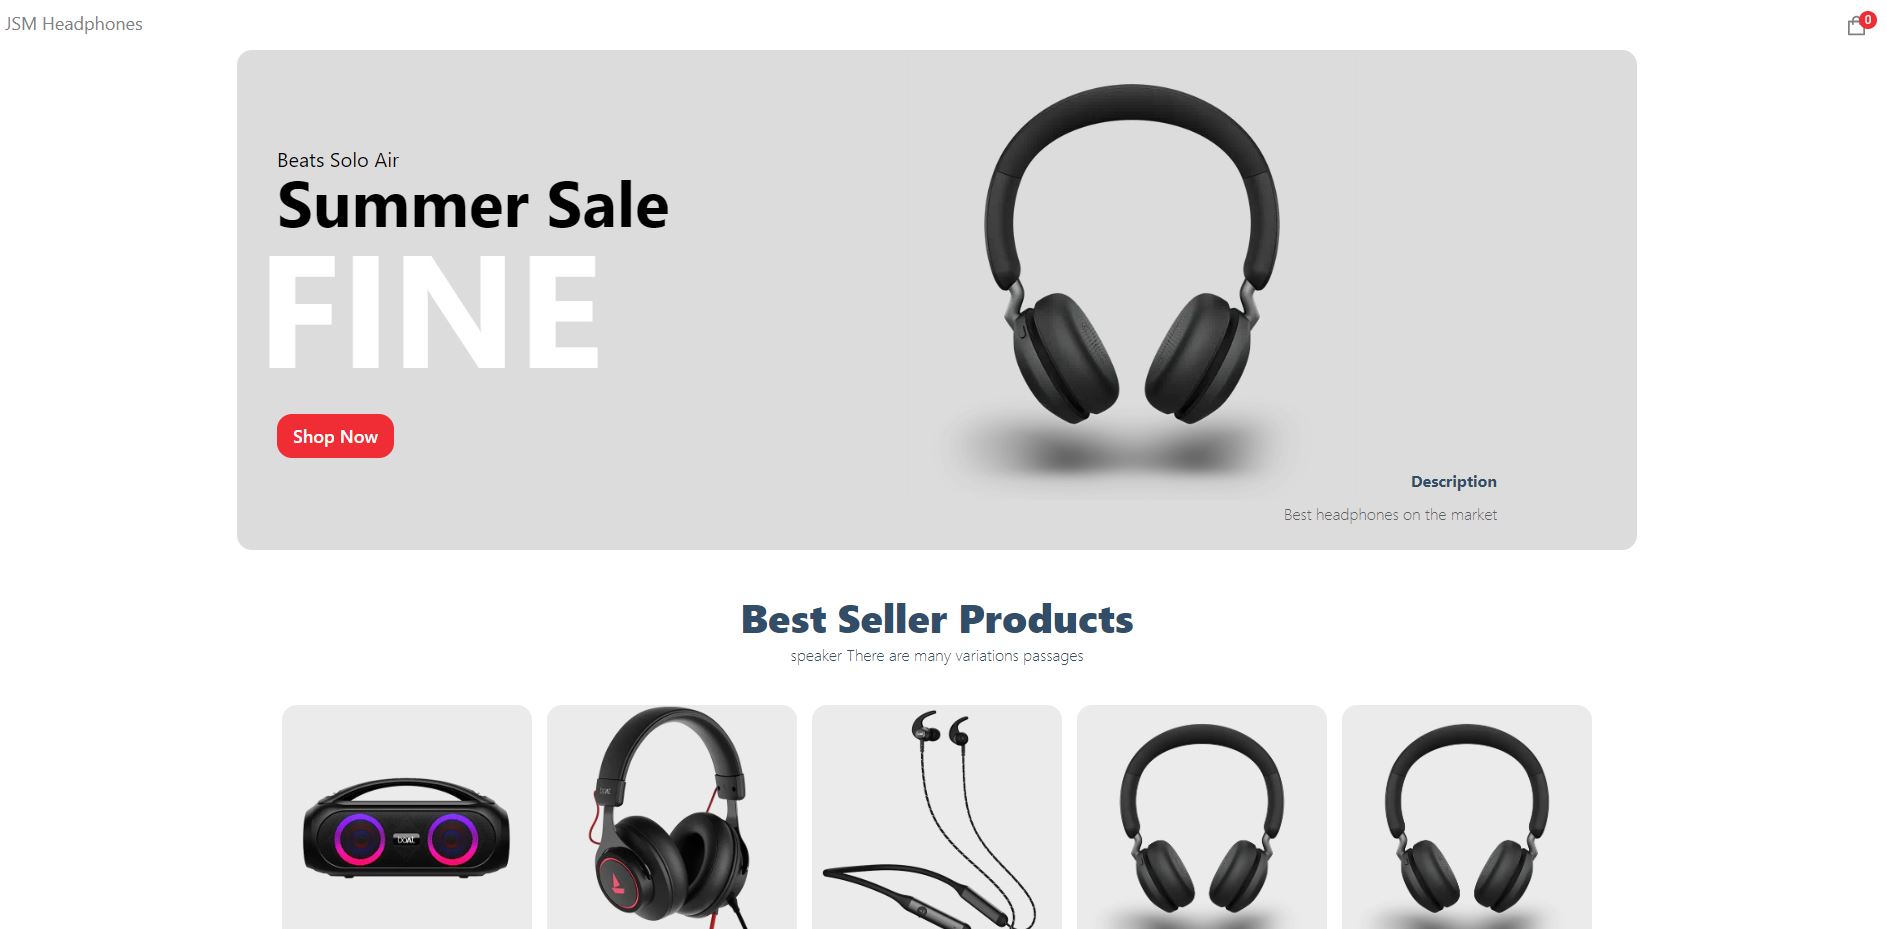 JSM Headphones
0
Beats Solo Air
Summer Sale
FINE
Shop Now
Description
Best headphones on the market
Best Seller Products
speaker There are many variations passages
boAt